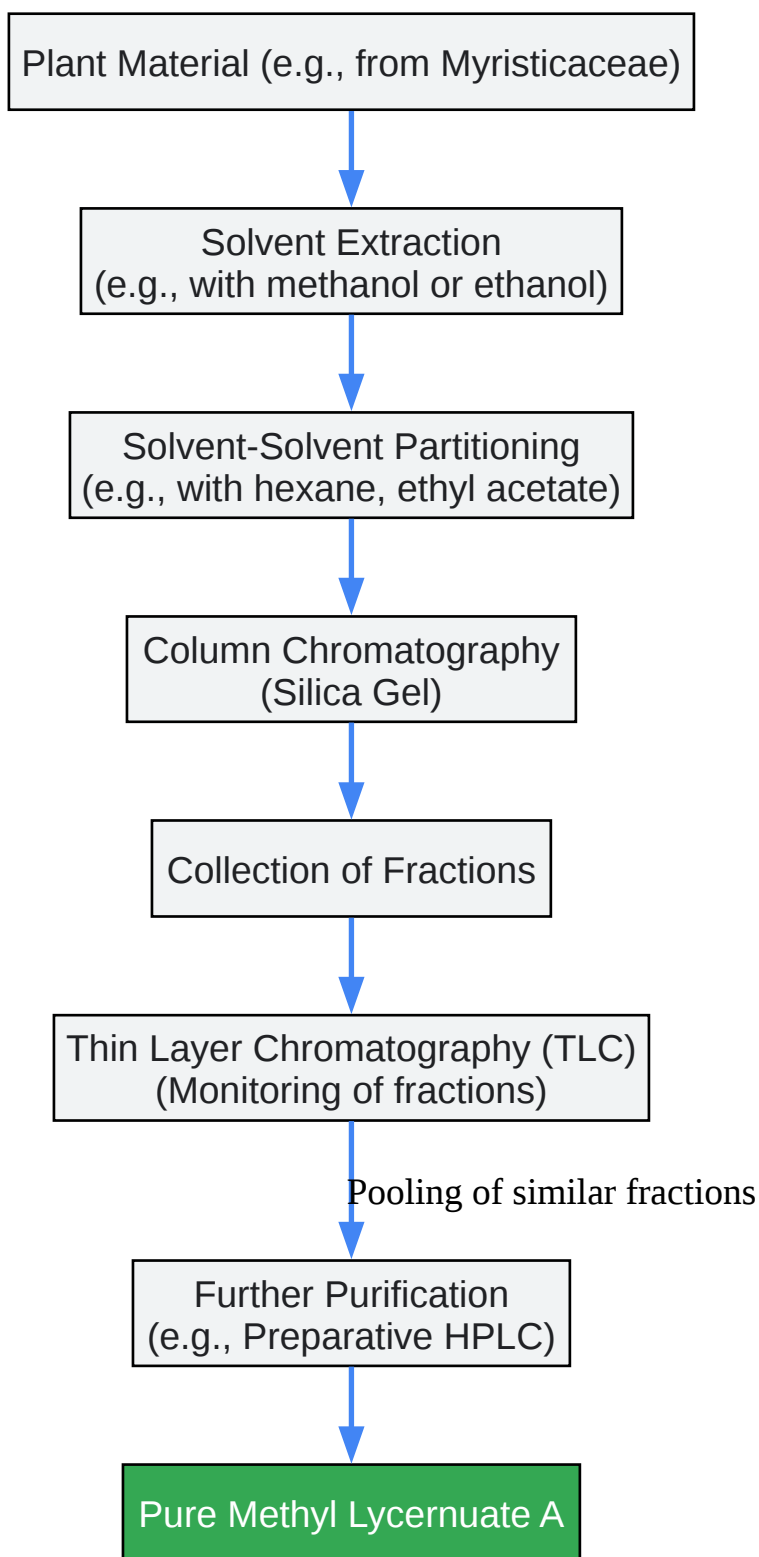 Plant Material (e.g., from Myristicaceae)
Solvent Extraction
(e.g., with methanol or ethanol)
Solvent-Solvent Partitioning
(e.g., with hexane, ethyl acetate)
Column Chromatography
(Silica Gel)
Collection of Fractions
Thin Layer Chromatography (TLC)
(Monitoring of fractions)
Pooling of similar fractions
Further Purification
(e.g., Preparative HPLC)
Pure Methyl Lycernuate A